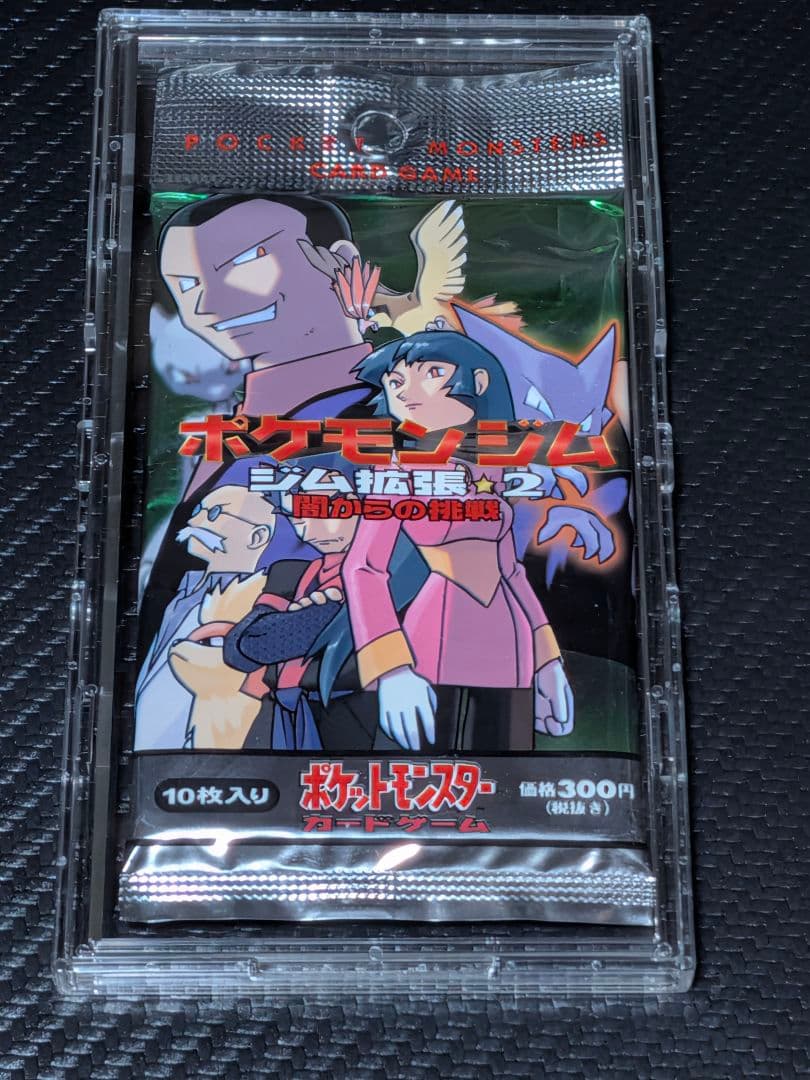 POCKET MONSTERS
CARD GAME
ポケモンジム
ジム拡張★2
闇からの挑戦
10枚入り
ポケットモンスター
カードゲーム
価格300円
(税抜き)